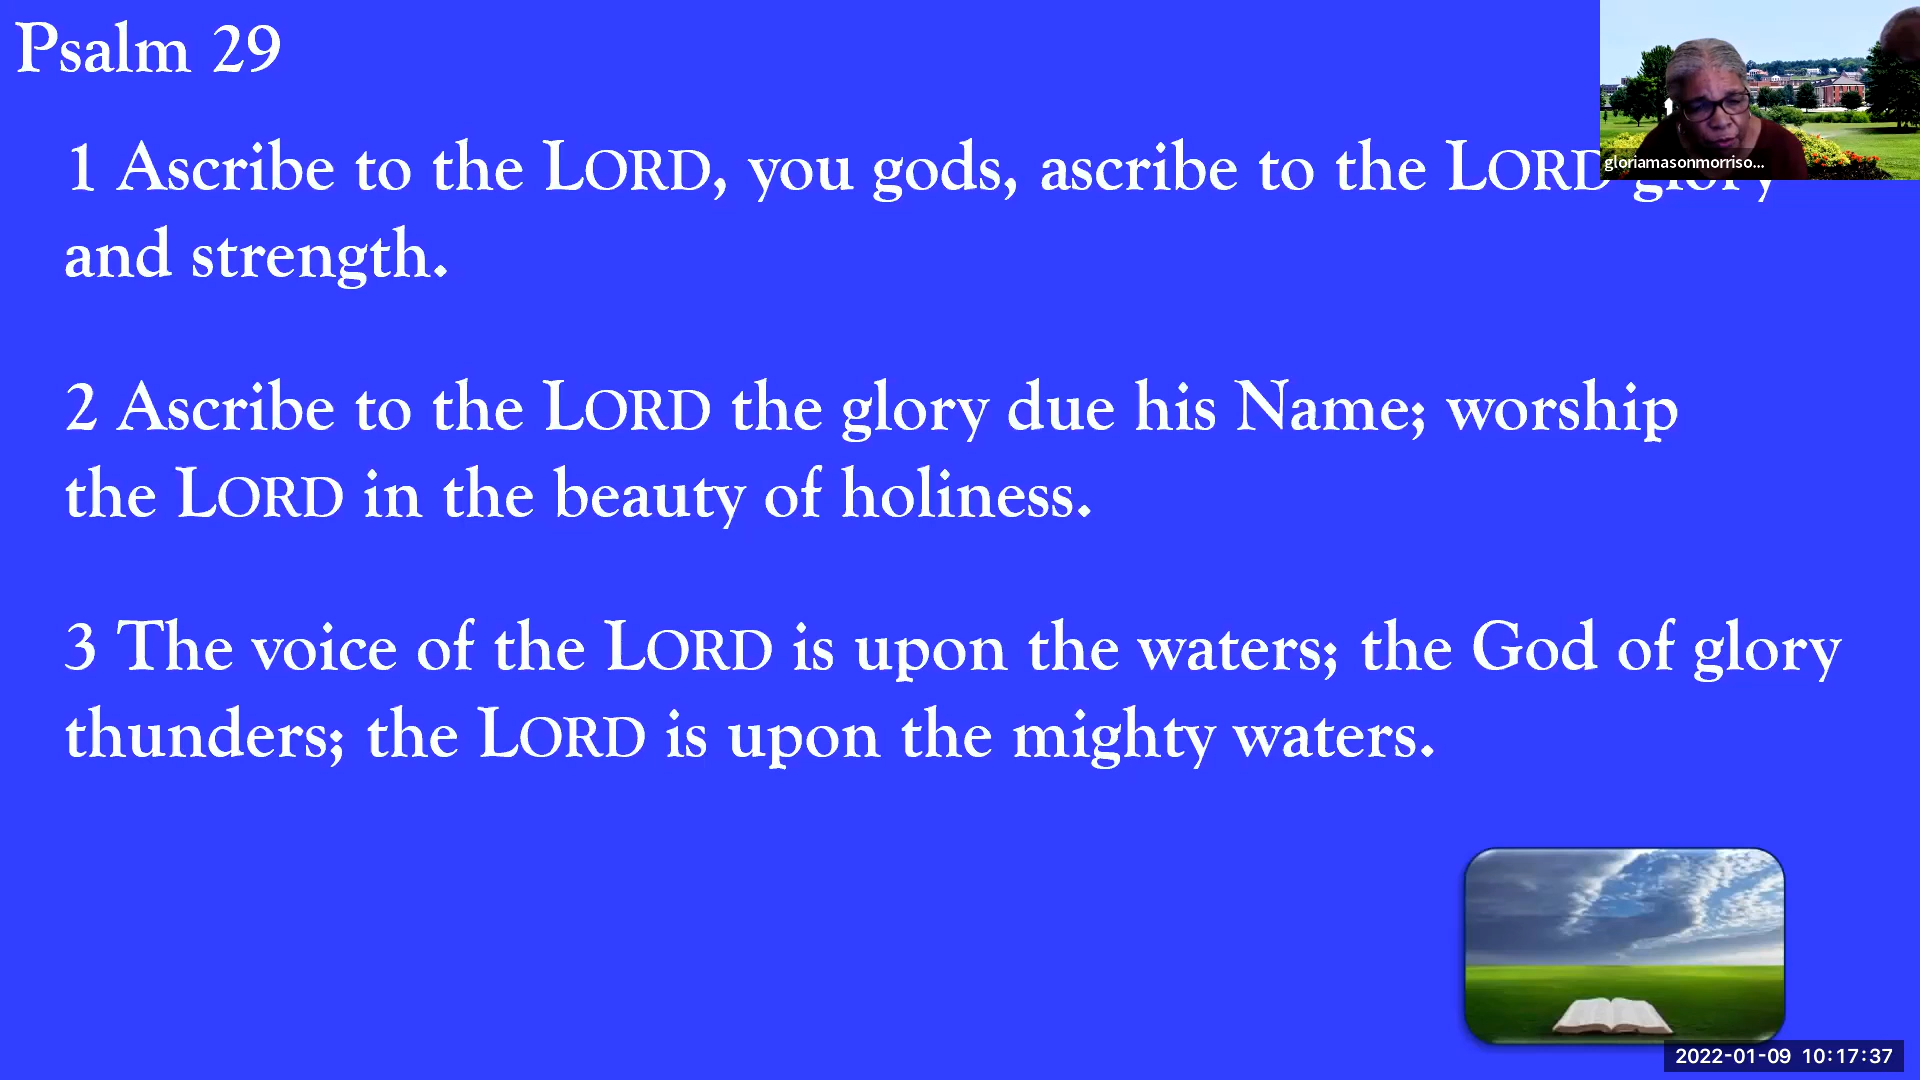 Psalm 29
1 Ascribe to the LORD, you gods, ascribe to the LORD glory
and strength.
2 Ascribe to the LORD the glory due his Name; worship
the LORD in the beauty of holiness.
3 The voice of the LORD is upon the waters; the God of glory
thunders; the LORD is upon the mighty waters.
gloriamasonmorriso...
2022-01-09 10:17:37